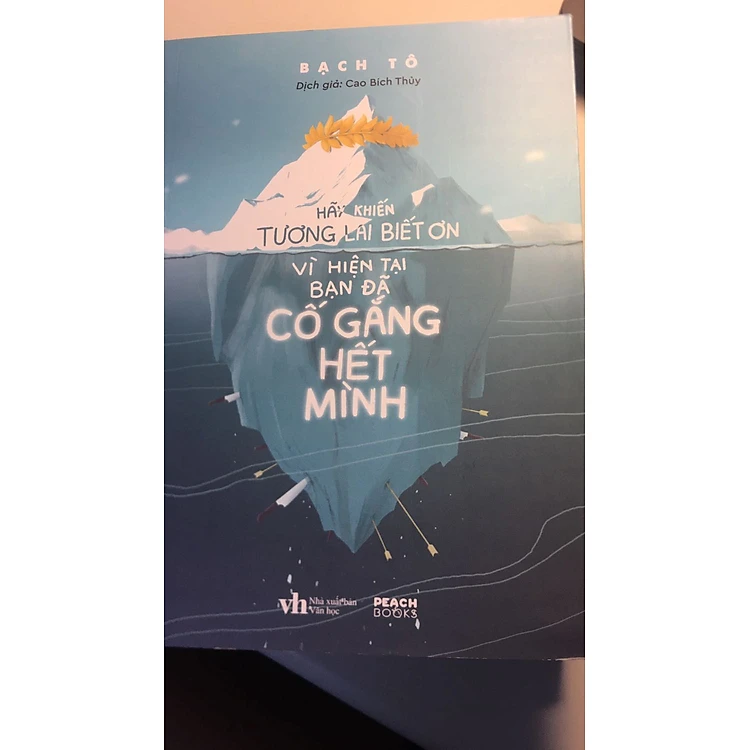 BẠCH TÔ
Dịch giả: Cao Bích Thủy
HÃY KHIẾN
TƯƠNG LAI BIẾT ƠN
VÌ HIỆN TẠI
BẠN ĐÃ
CỐ GẮNG
HẾT
MÌNH
vh Nhà xuất bản
Văn học
PEACH
BOOKS